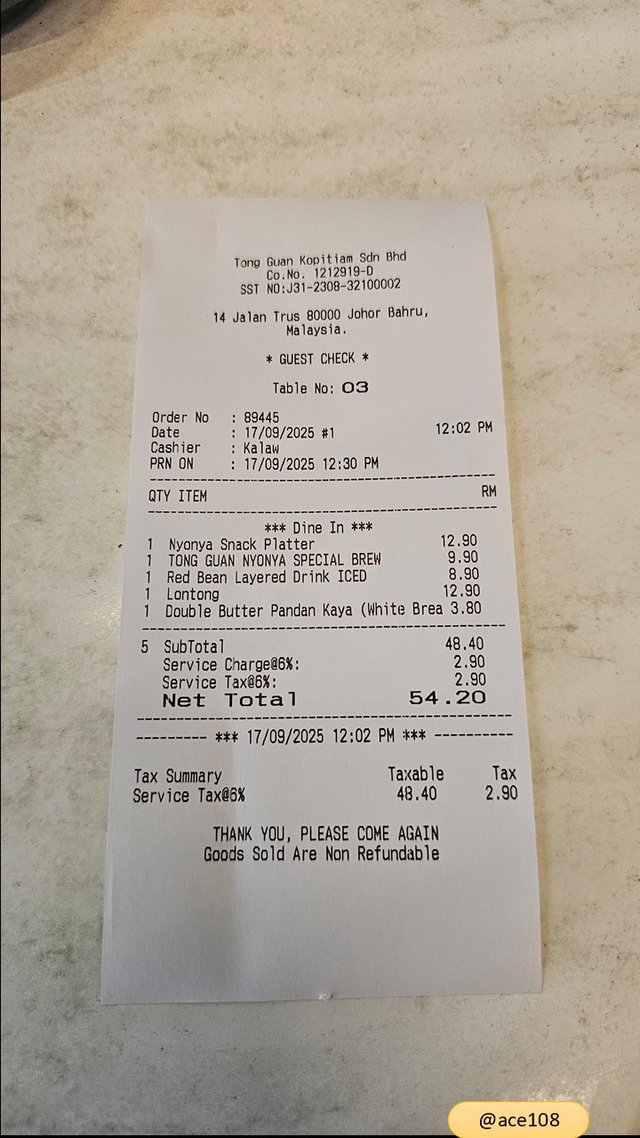 Tong Guan Kopitiam Sdn Bhd
Co.No. 1212919-D
SST NO:J31-2308-32100002
14 Jalan Trus 80000 Johor Bahru,
Malaysia.
* GUEST CHECK *
Table No: 03
Order No : 89445
Date : 17/09/2025 #1 12:02 PM
Cashier : Kalaw
PRN ON : 17/09/2025 12:30 PM
QTY ITEM RM
*** Dine In ***
1 Nyonya Snack Platter 12.90
1 TONG GUAN NYONYA SPECIAL BREW 9.90
1 Red Bean Layered Drink ICED 8.90
1 Lontong 12.90
1 Double Butter Pandan Kaya (White Brea 3.80
5 SubTotal 48.40
Service Charge@6%: 2.90
Service Tax@6%: 2.90
Net Total 54.20
---------- *** 17/09/2025 12:02 PM *** ----------
Tax Summary Taxable Tax
Service Tax@6% 48.40 2.90
THANK YOU, PLEASE COME AGAIN
Goods Sold Are Non Refundable
@ace108